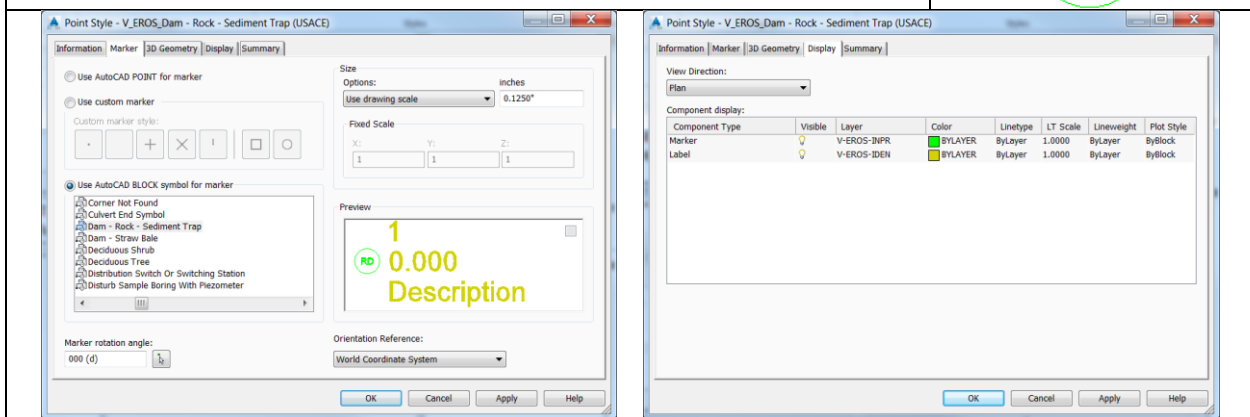 Point Style - V_EROS_Dam - Rock - Sediment Trap (USACE)
Information Marker 3D Geometry Display Summary
Use AutoCAD POINT for marker
Use custom marker
Custom marker style:
Use AutoCAD BLOCK symbol for marker
Corner Not Found
Culvert End Symbol
Dam - Rock - Sediment Trap
Dam - Straw Bale
Deciduous Shrub
Deciduous Tree
Distribution Switch Or Switching Station
Disturb Sample Boring With Piezometer
Marker rotation angle:
000 (d)
Size
Options: inches
Use drawing scale 0.1250"
Fixed Scale
X: Y: Z:
1 1 1
Preview
1
RD 0.000
Description
Orientation Reference:
World Coordinate System
OK Cancel Apply Help
Point Style - V_EROS_Dam - Rock - Sediment Trap (USACE)
Information Marker 3D Geometry Display Summary
View Direction:
Plan
Component display:
Component Type Visible Layer Color Linetype LT Scale Lineweight Plot Style
Marker V-EROS-INPR BYLAYER ByLayer 1.0000 ByLayer ByBlock
Label V-EROS-IDEN BYLAYER ByLayer 1.0000 ByLayer ByBlock
OK Cancel Apply Help